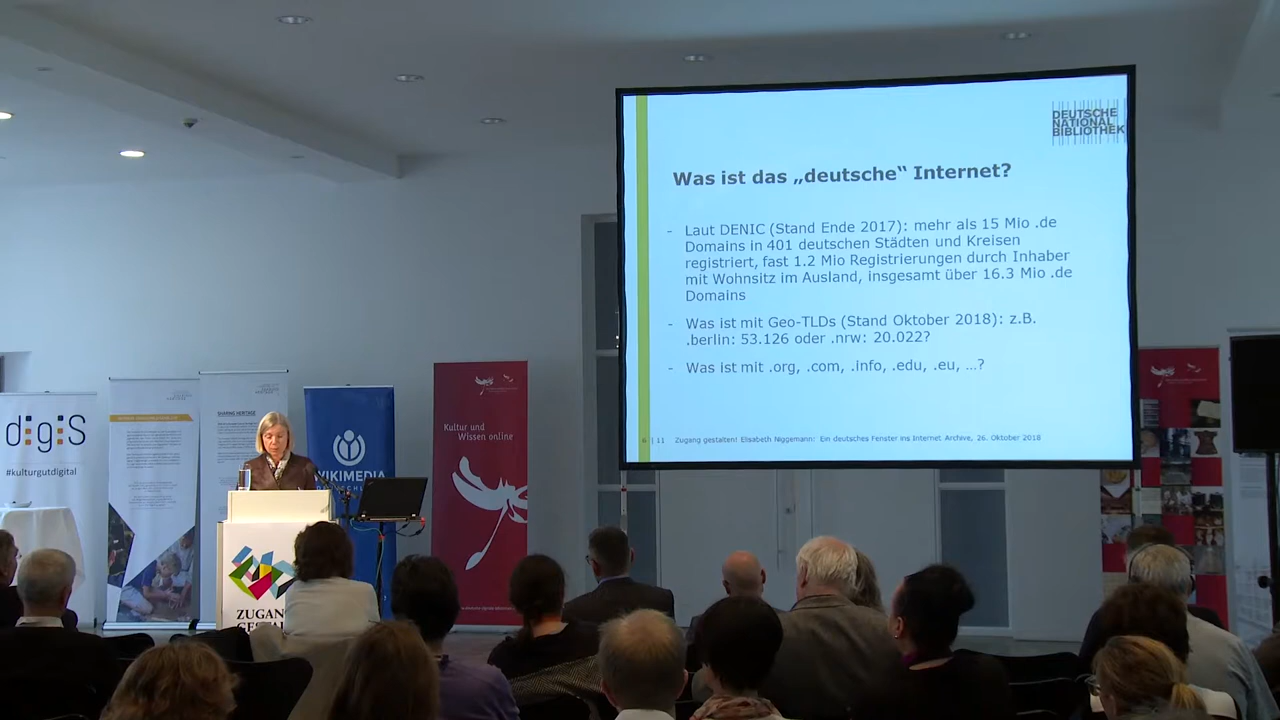 DEUTSCHE
NATIONAL
BIBLIOTHEK
Was ist das „deutsche“ Internet?
- Laut DENIC (Stand Ende 2017): mehr als 15 Mio .de
Domains in 401 deutschen Städten und Kreisen
registriert, fast 1.2 Mio Registrierungen durch Inhaber
mit Wohnsitz im Ausland, insgesamt über 16.3 Mio .de
Domains
- Was ist mit Geo-TLDs (Stand Oktober 2018): z.B.
.berlin: 53.126 oder .nrw: 20.022?
- Was ist mit .org, .com, .info, .edu, .eu, …?
6 | 11 Zugang gestalten! Elisabeth Niggemann: Ein deutsches Fenster ins Internet Archive, 26. Oktober 2018
digiS
#kulturgutdigital
SHARING HERITAGE
WIKIMEDIA
Kultur und
Wissen online
ZUGANG